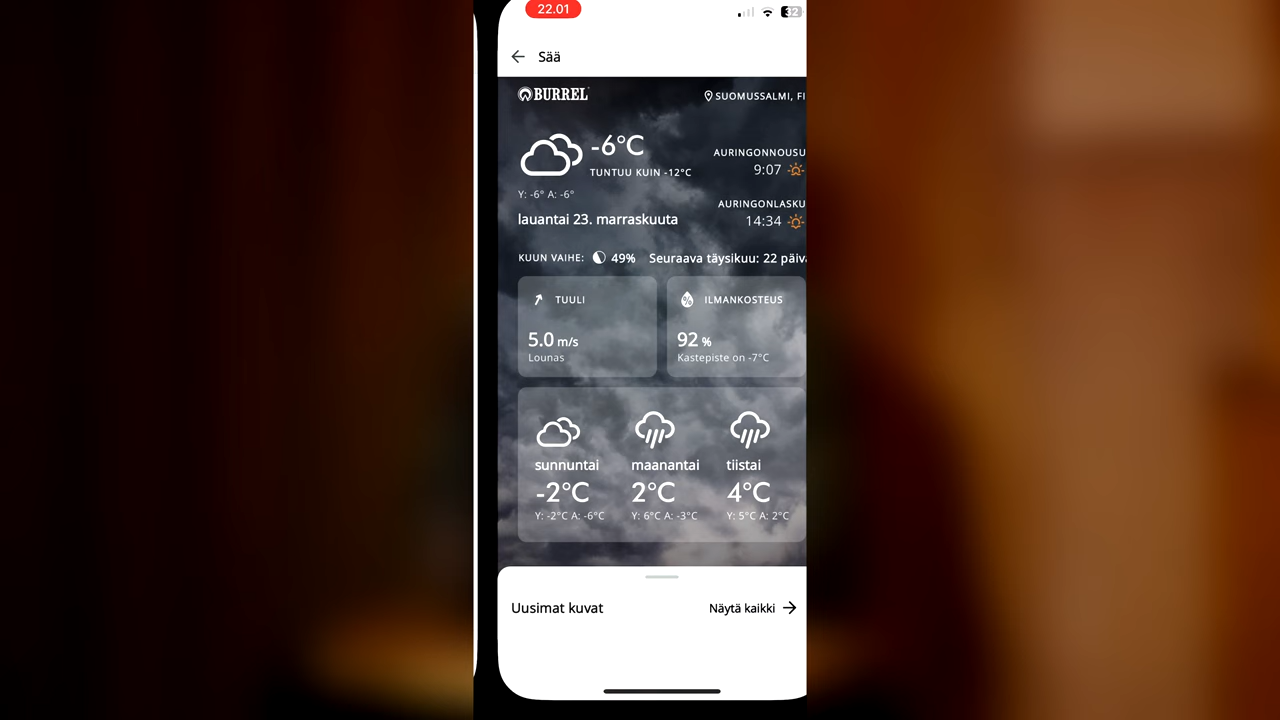 22.01
32
Sää
BURREL
SUOMUSSALMI, FI
-6°C
TUNTUU KUIN -12°C
Y: -6° A: -6°
lauantai 23. marraskuuta
AURINGONNOUSU
9:07
AURINGONLASKU
14:34
KUUN VAIHE: 49% Seuraava täysikuu: 22 päivä
TUULI
5.0 m/s
Lounas
ILMANKOSTEUS
92 %
Kastepiste on -7°C
sunnuntai maanantai tiistai
-2°C 2°C 4°C
Y: -2°C A: -6°C Y: 6°C A: -3°C Y: 5°C A: 2°C
Uusimat kuvat
Näytä kaikki